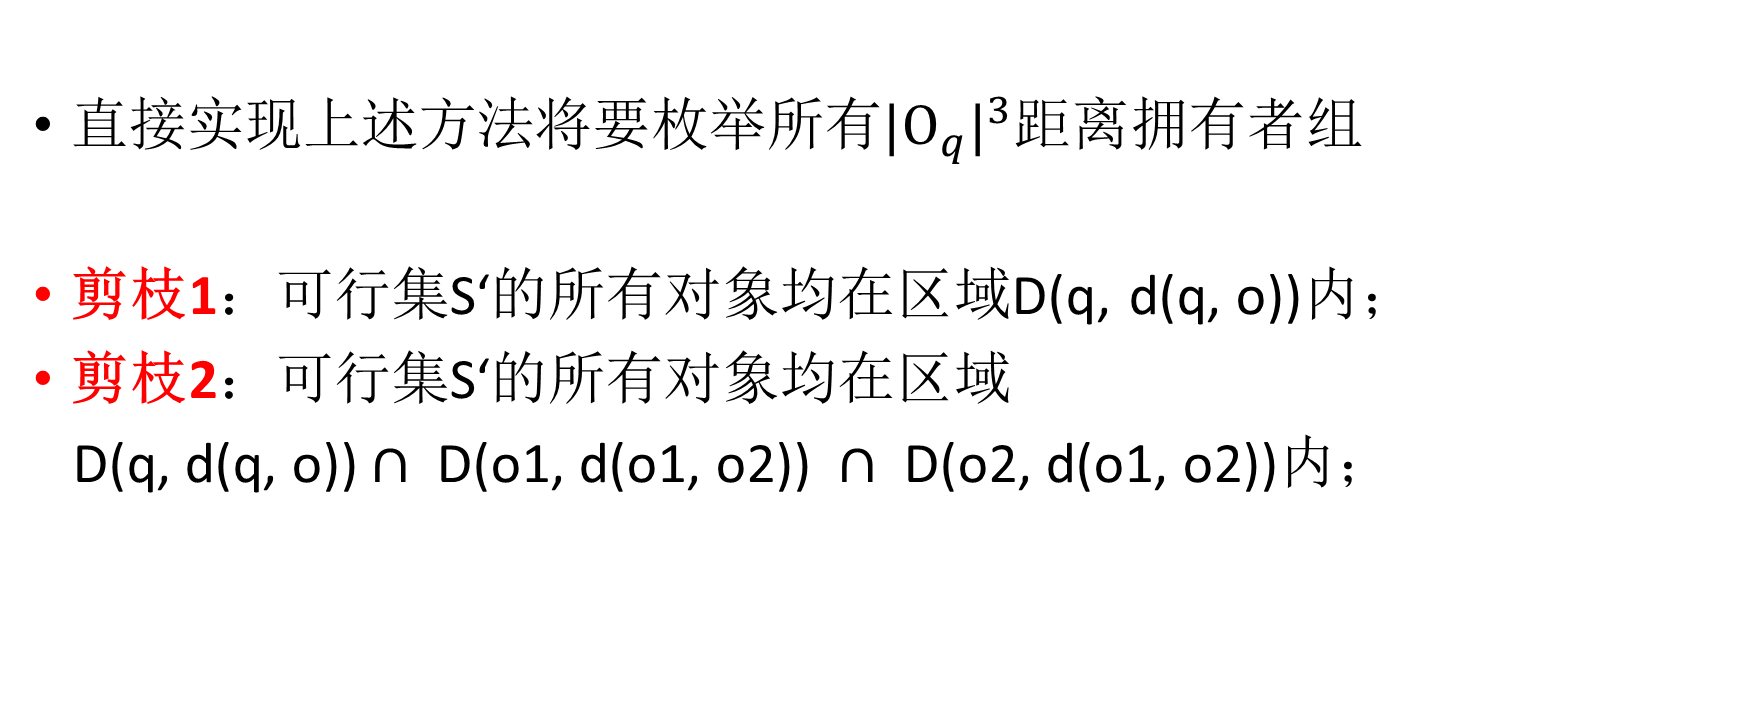 • 直接实现上述方法将要枚举所有|O_q|³距离拥有者组
• 剪枝1：可行集S‘的所有对象均在区域D(q, d(q, o))内；
• 剪枝2：可行集S‘的所有对象均在区域
D(q, d(q, o)) ∩ D(o1, d(o1, o2)) ∩ D(o2, d(o1, o2))内；